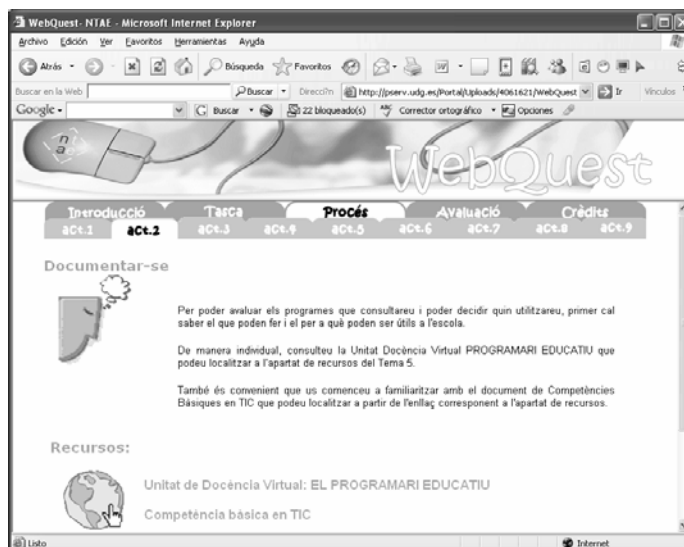 WebQuest- NTAE - Microsoft Internet Explorer
Archivo Edición Ver Favoritos Herramientas Ayuda
Atrás Búsqueda Favoritos
Buscar en la Web Buscar Dirección http://pserv.udg.es/Portal/Uploads/4061621/WebQuest Ir Vínculos
Google Buscar 22 bloqueado(s) Corrector ortográfico Opciones
na
WebQuest
Introducció Tasca Procés Avaluació Crèdits
aCt.1 aCt.2 aCt.3 aCt.4 aCt.5 aCt.6 aCt.7 aCt.8 aCt.9
Documentar-se
Per poder avaluar els programes que consultareu i poder decidir quin utilitzareu, primer cal
saber el que poden fer i el per a què poden ser útils a l'escola.
De manera individual, consulteu la Unitat Docència Virtual PROGRAMARI EDUCATIU que
podeu localitzar a l'apartat de recursos del Tema 5.
També és convenient que us comenceu a familiaritzar amb el document de Competències
Bàsiques en TIC que podeu localitzar a partir de l'enllaç corresponent a l'apartat de recursos.
Recursos:
Unitat de Docència Virtual: EL PROGRAMARI EDUCATIU
Competència bàsica en TIC
Listo Internet